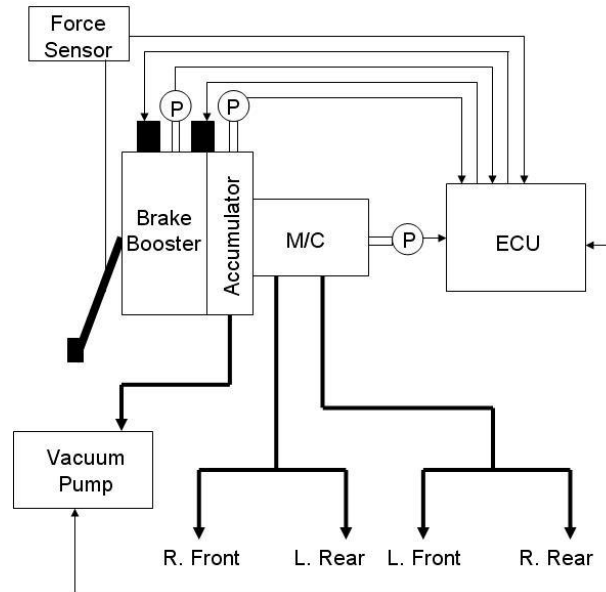 Force
Sensor
P
P
Brake
Booster
Accumulator
M/C
P
ECU
Vacuum
Pump
R. Front
L. Rear
L. Front
R. Rear